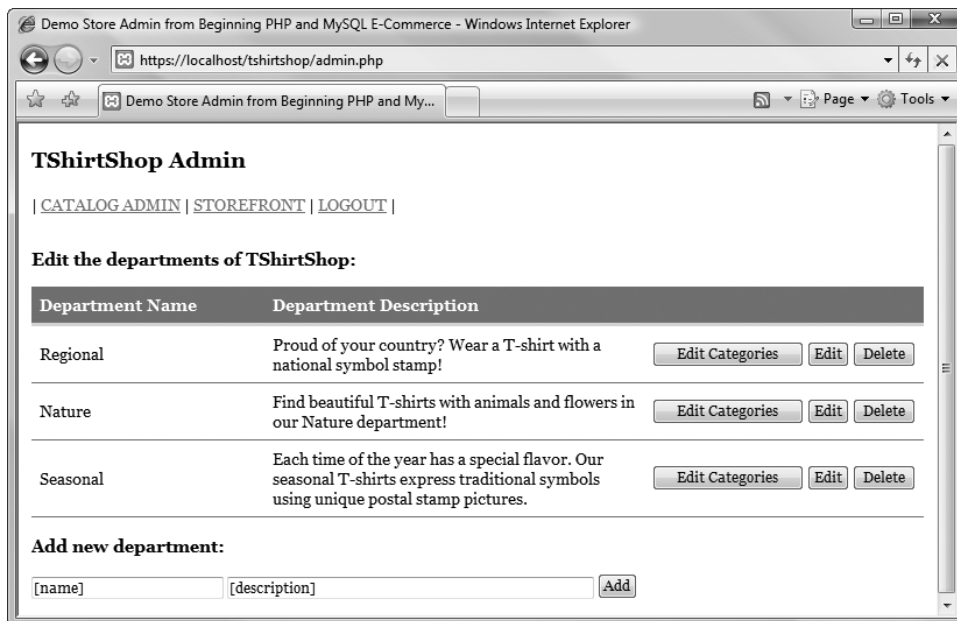 Demo Store Admin from Beginning PHP and MySQL E-Commerce - Windows Internet Explorer
https://localhost/tshirtshop/admin.php
Demo Store Admin from Beginning PHP and My...
Page
Tools
TShirtShop Admin
| CATALOG ADMIN | STOREFRONT | LOGOUT |
Edit the departments of TShirtShop:
Department Name Department Description
Regional
Proud of your country? Wear a T-shirt with a
national symbol stamp!
Edit Categories Edit Delete
Nature
Find beautiful T-shirts with animals and flowers in
our Nature department!
Edit Categories Edit Delete
Seasonal
Each time of the year has a special flavor. Our
seasonal T-shirts express traditional symbols
using unique postal stamp pictures.
Edit Categories Edit Delete
Add new department:
[name] [description] Add